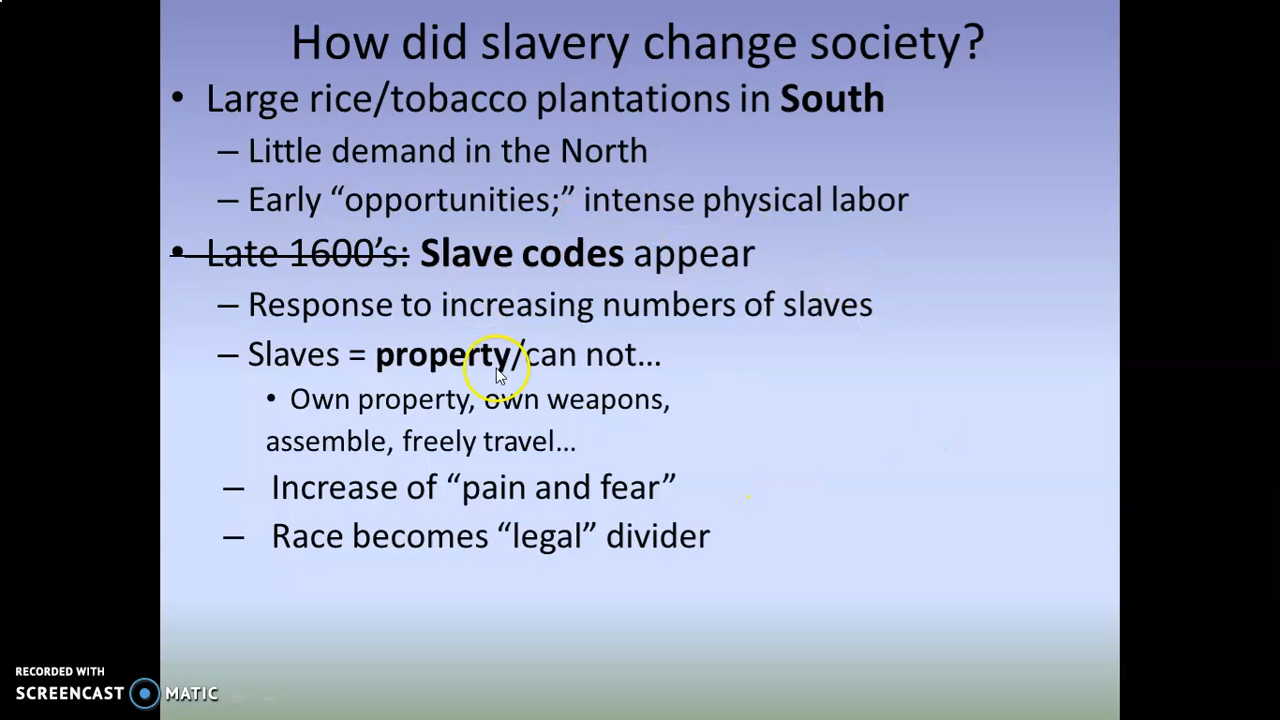 How did slavery change society?
• Large rice/tobacco plantations in South
– Little demand in the North
– Early “opportunities;” intense physical labor
• Late 1600’s: Slave codes appear
– Response to increasing numbers of slaves
– Slaves = property/can not…
• Own property, own weapons,
assemble, freely travel…
– Increase of “pain and fear”
– Race becomes “legal” divider
RECORDED WITH
SCREENCAST MATIC